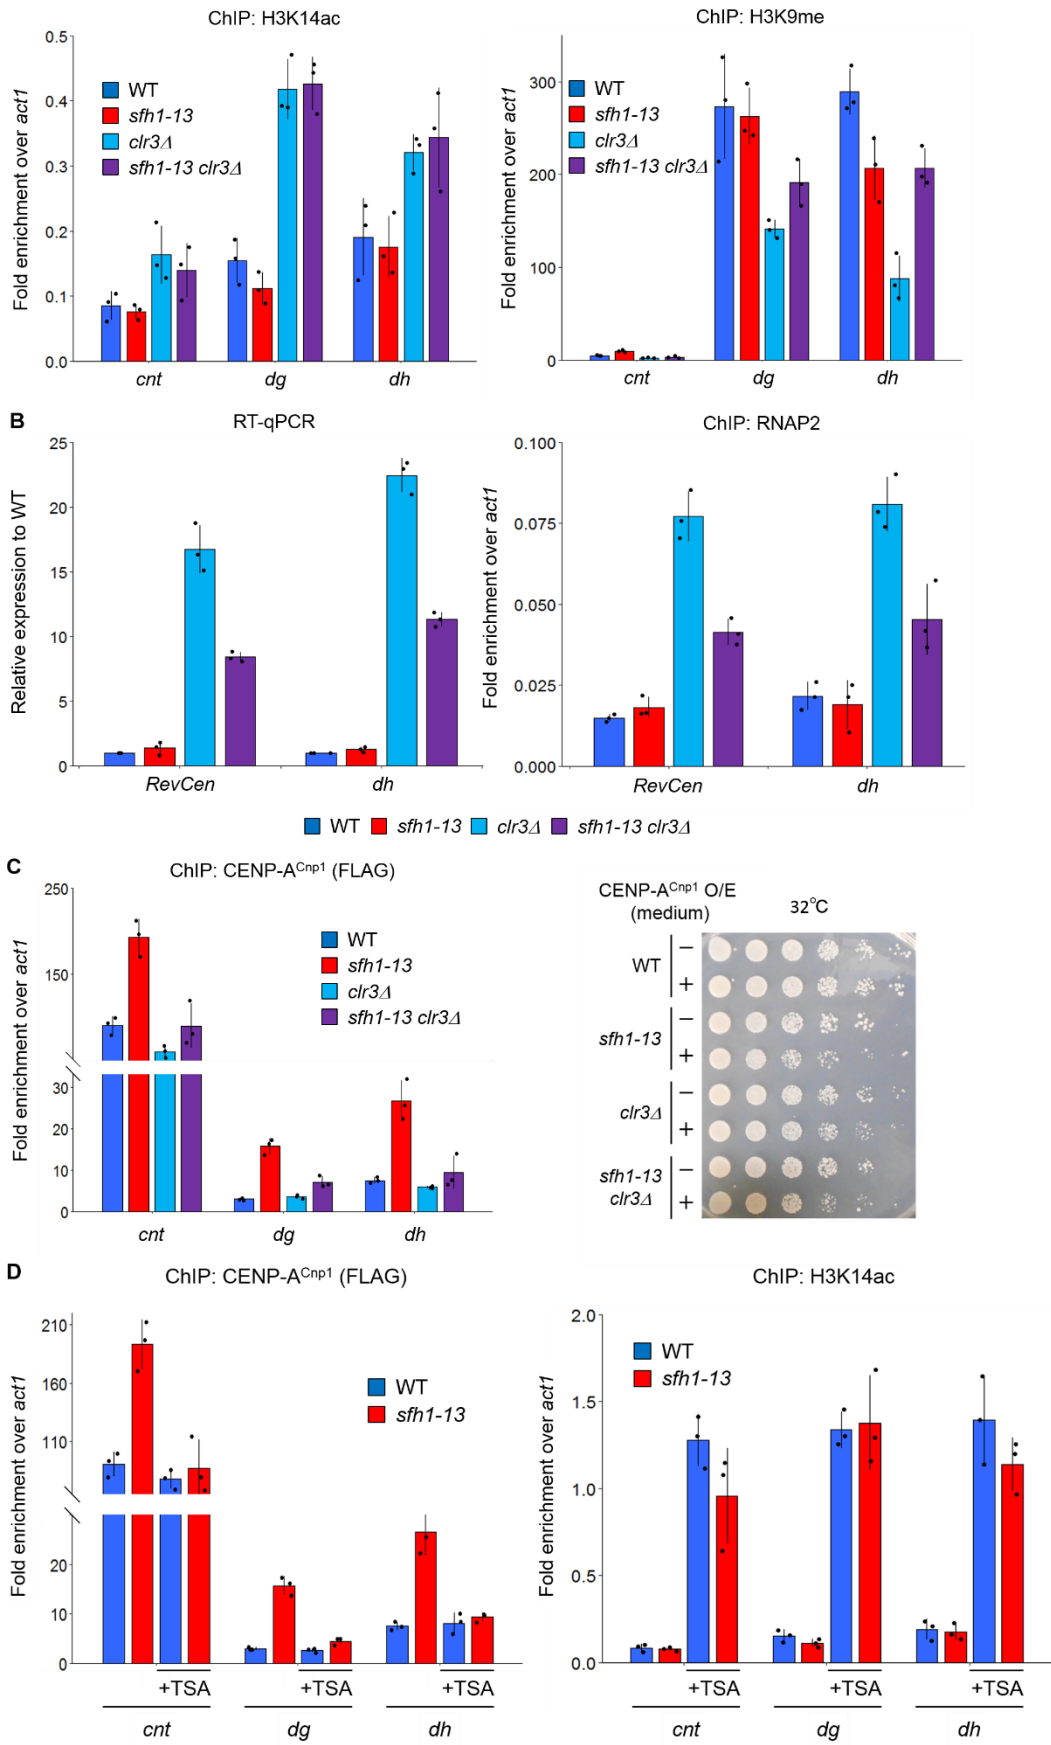 ChIP: H3K14ac
Fold enrichment over act1
0.5
0.4
0.3
0.2
0.1
0.0
WT
sfh1-13
clr3Δ
sfh1-13 clr3Δ
cnt dg dh
ChIP: H3K9me
Fold enrichment over act1
300
200
100
0
WT
sfh1-13
clr3Δ
sfh1-13 clr3Δ
cnt dg dh
B
RT-qPCR
Relative expression to WT
25
20
15
10
5
0
RevCen dh
ChIP: RNAP2
Fold enrichment over act1
0.100
0.075
0.050
0.025
0.000
RevCen dh
WT sfh1-13 clr3Δ sfh1-13 clr3Δ
C
ChIP: CENP-A^Cnp1 (FLAG)
Fold enrichment over act1
250
150
30
20
10
0
WT
sfh1-13
clr3Δ
sfh1-13 clr3Δ
cnt dg dh
CENP-A^Cnp1 O/E
(medium)
32°C
WT
−
+
sfh1-13
−
+
clr3Δ
−
+
sfh1-13
clr3Δ
−
+
D
ChIP: CENP-A^Cnp1 (FLAG)
Fold enrichment over act1
210
160
110
20
10
0
WT
sfh1-13
+TSA +TSA +TSA
cnt dg dh
ChIP: H3K14ac
Fold enrichment over act1
2.0
1.5
1.0
0.5
0.0
WT
sfh1-13
+TSA +TSA +TSA
cnt dg dh